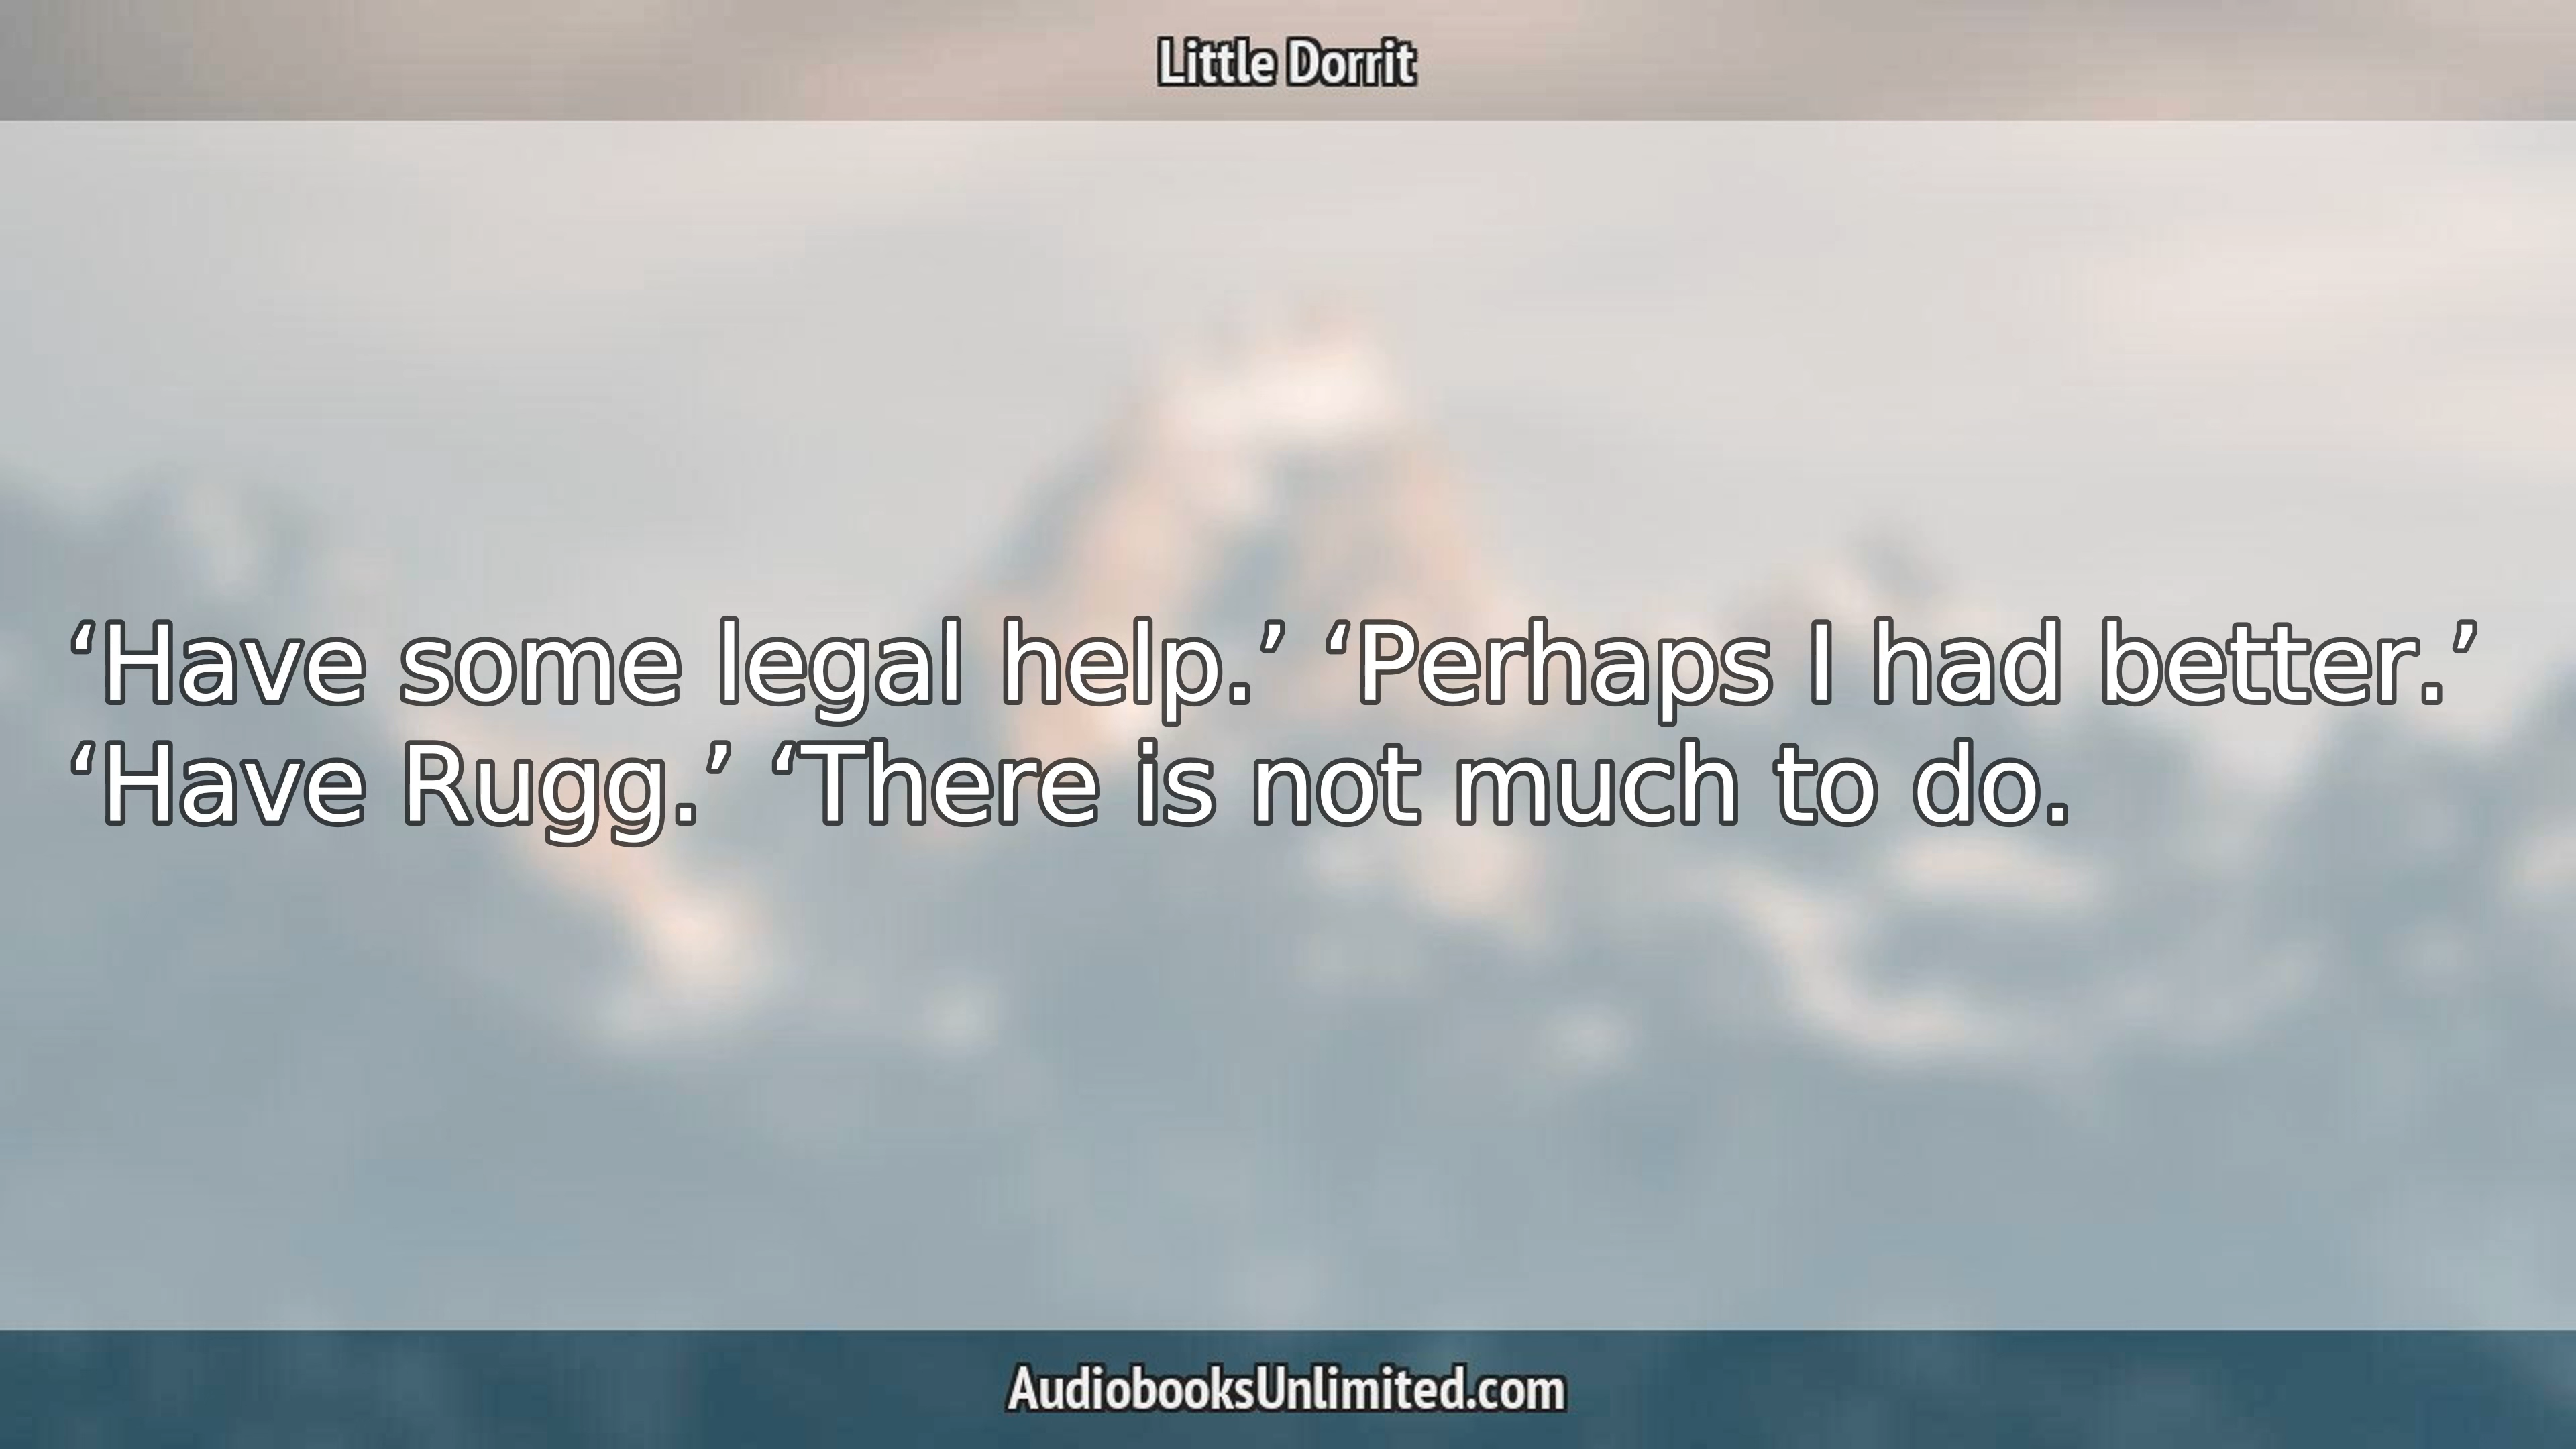 Little Dorrit
‘Have some legal help.’ ‘Perhaps I had better.’
‘Have Rugg.’ ‘There is not much to do.
AudiobooksUnlimited.com